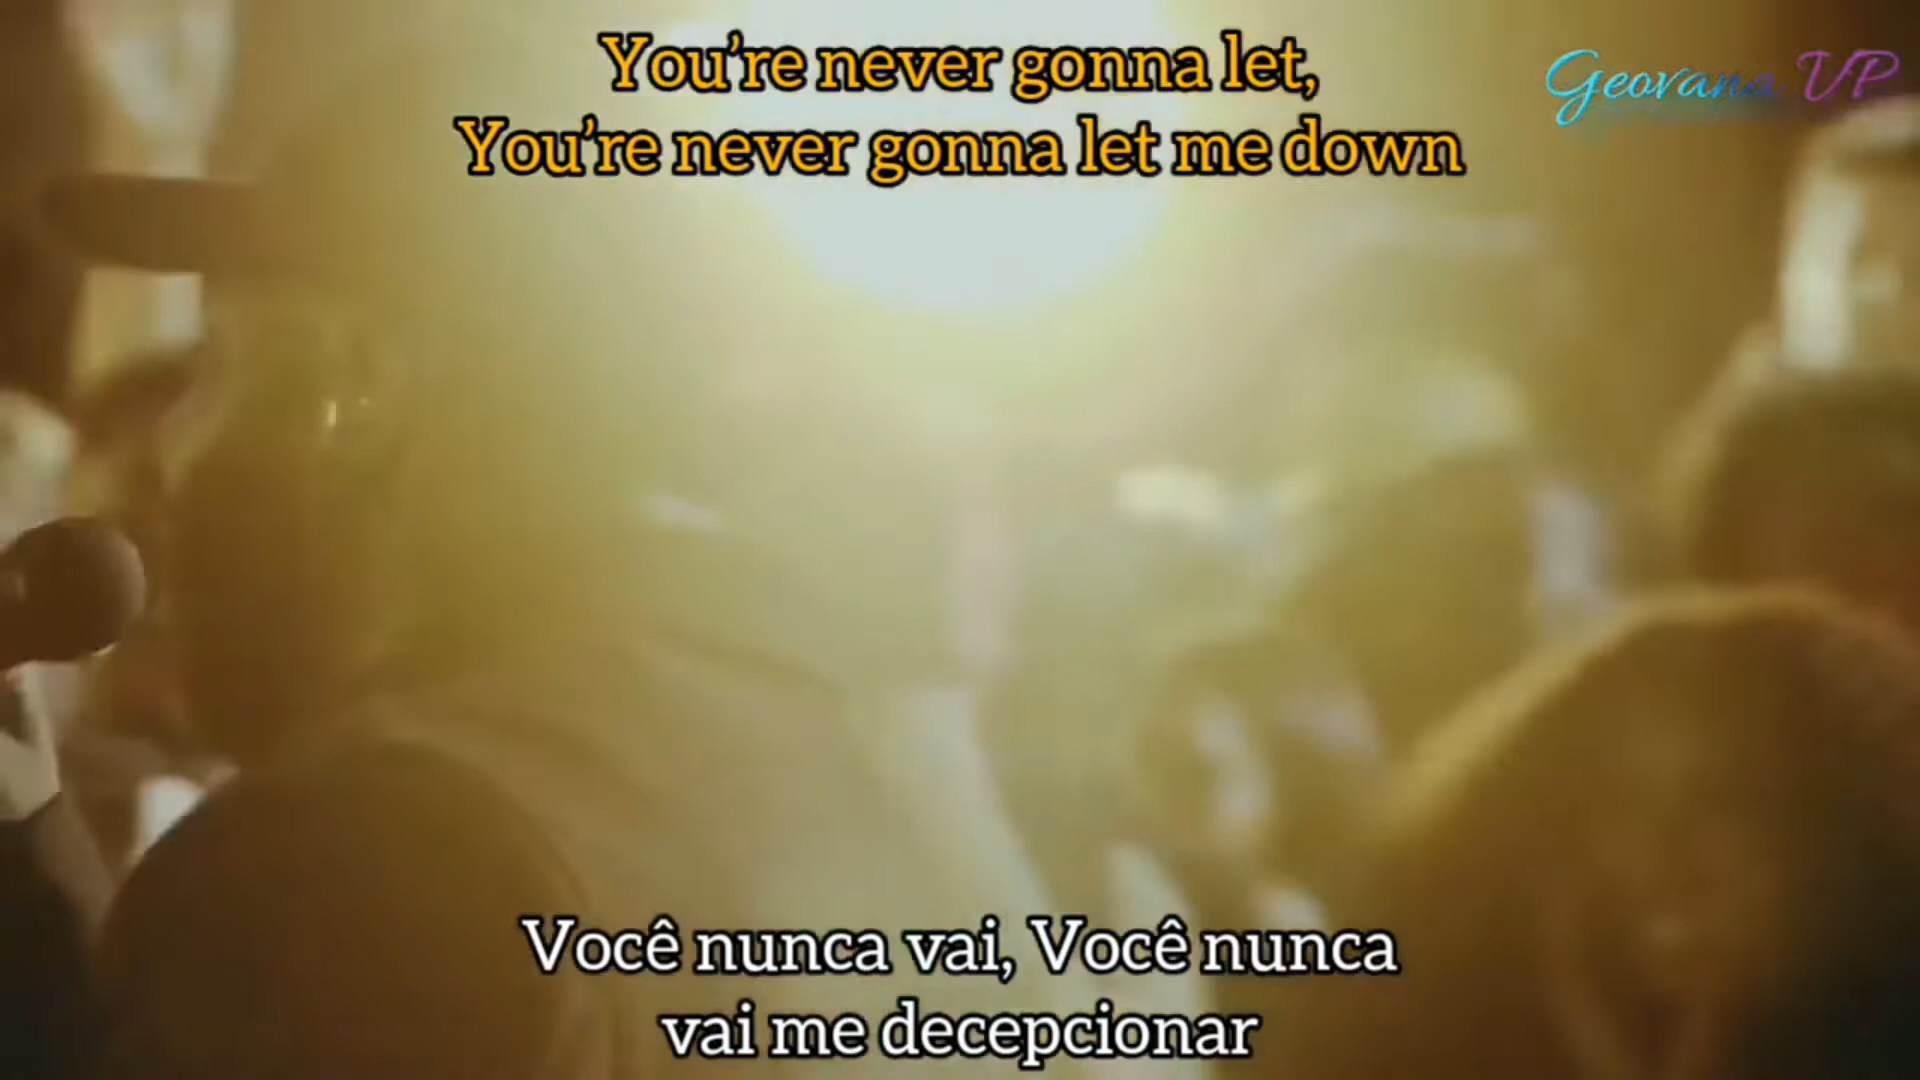 You're never gonna let,
You're never gonna let me down
Geovana VP
Você nunca vai, Você nunca
vai me decepcionar